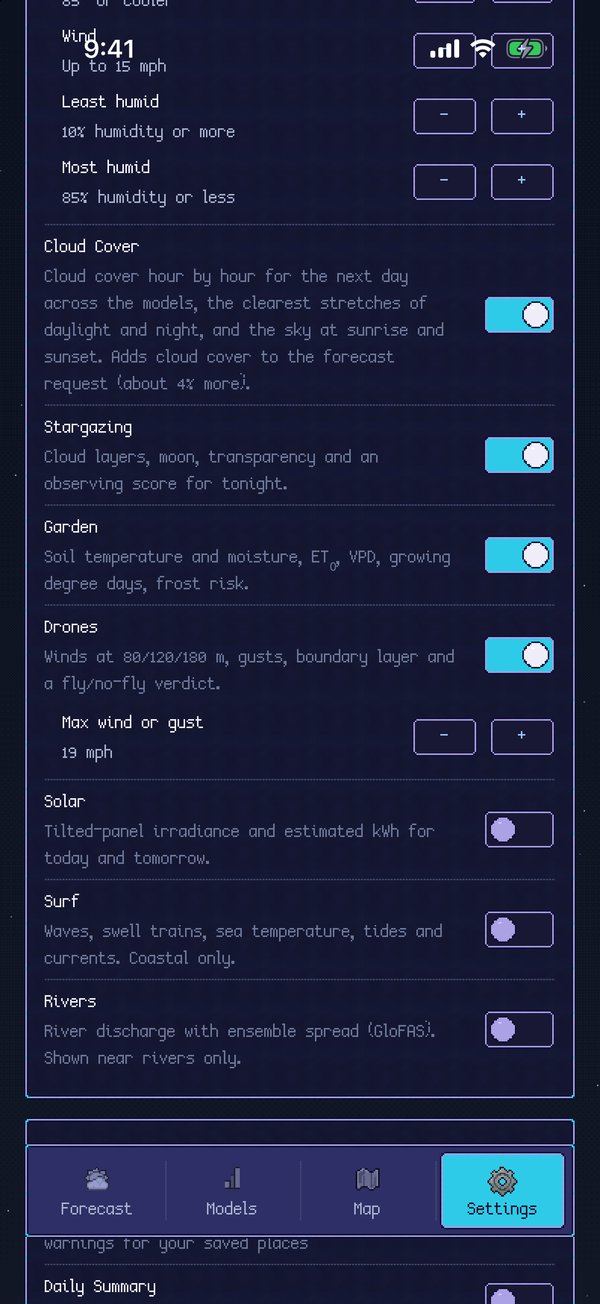 85° or cooler
Wind
9:41
Up to 15 mph
Least humid
10% humidity or more
- +
Most humid
85% humidity or less
- +
Cloud Cover
Cloud cover hour by hour for the next day
across the models, the clearest stretches of
daylight and night, and the sky at sunrise and
sunset. Adds cloud cover to the forecast
request (about 4% more).
Stargazing
Cloud layers, moon, transparency and an
observing score for tonight.
Garden
Soil temperature and moisture, ET₀, VPD, growing
degree days, frost risk.
Drones
Winds at 80/120/180 m, gusts, boundary layer and
a fly/no-fly verdict.
Max wind or gust
19 mph
- +
Solar
Tilted-panel irradiance and estimated kWh for
today and tomorrow.
Surf
Waves, swell trains, sea temperature, tides and
currents. Coastal only.
Rivers
River discharge with ensemble spread (GloFAS).
Shown near rivers only.
Forecast
Models
Map
Settings
warnings for your saved places
Daily Summary